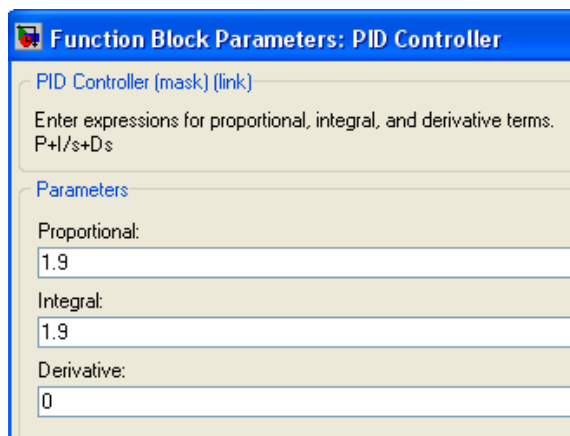 Function Block Parameters: PID Controller
PID Controller (mask) (link)
Enter expressions for proportional, integral, and derivative terms.
P+I/s+Ds
Parameters
Proportional:
1.9
Integral:
1.9
Derivative:
0